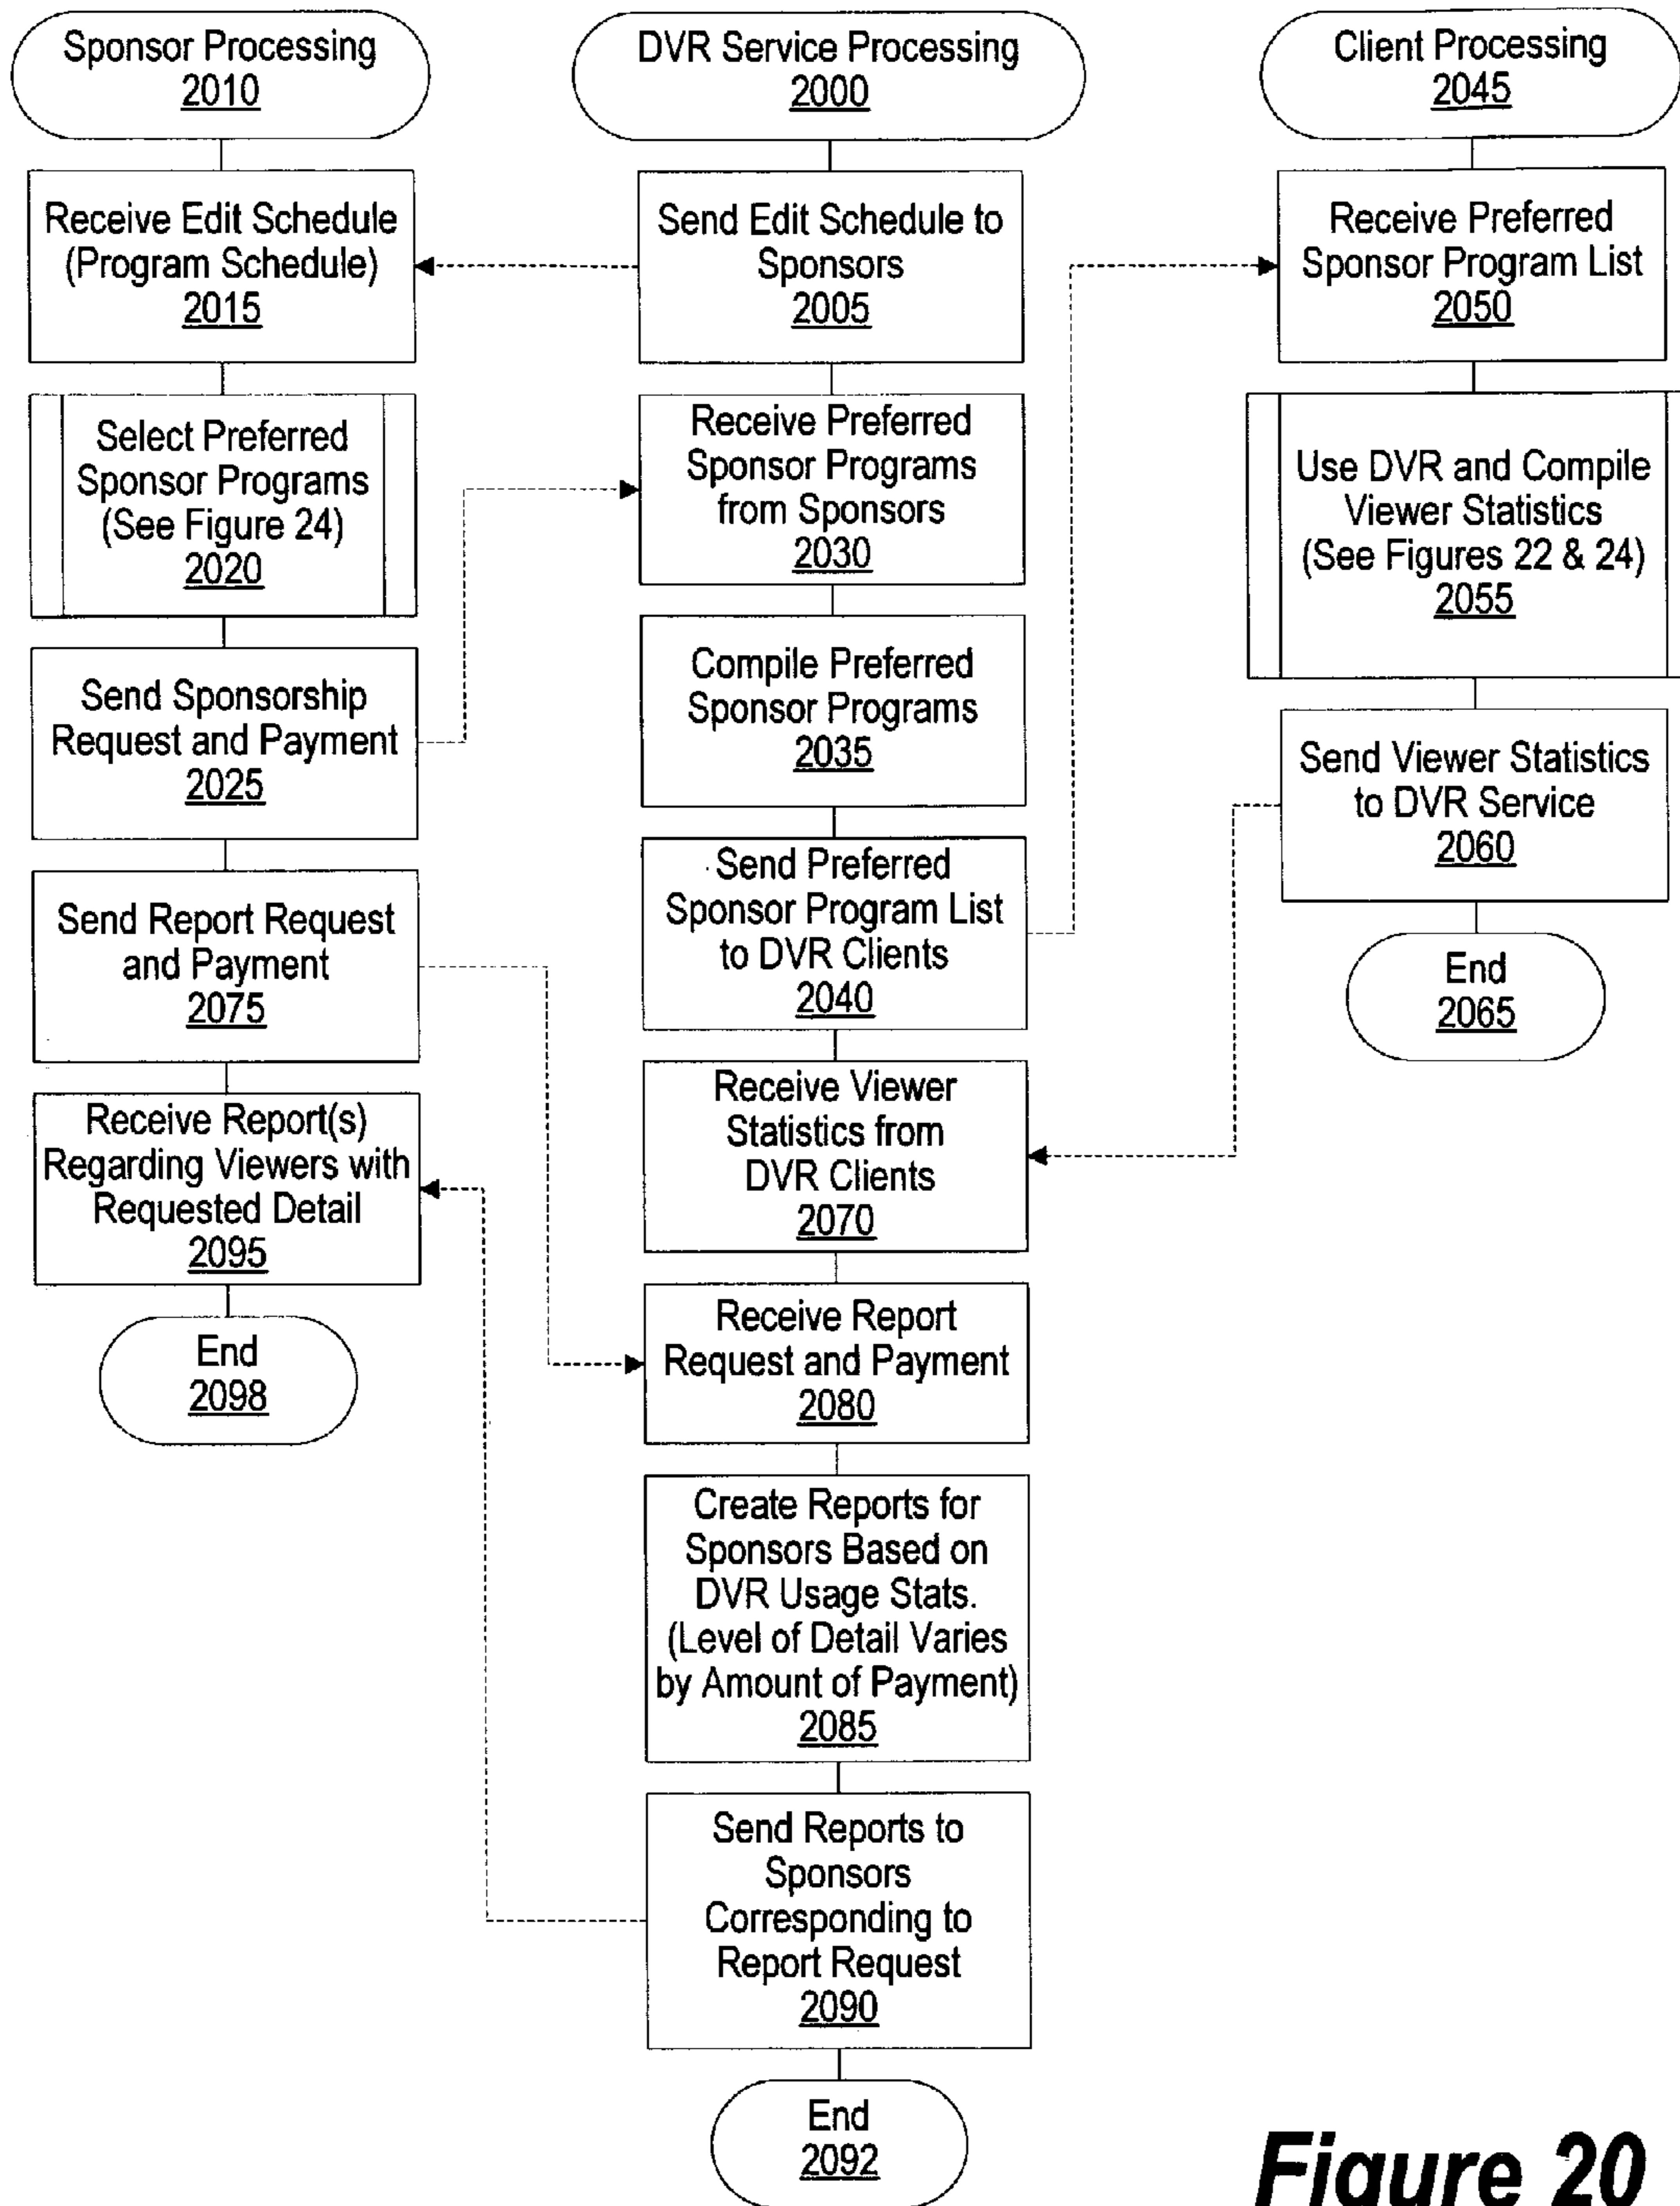 Sponsor Processing
2010
Receive Edit Schedule
(Program Schedule)
2015
Select Preferred
Sponsor Programs
(See Figure 24)
2020
Send Sponsorship
Request and Payment
2025
Send Report Request
and Payment
2075
Receive Report(s)
Regarding Viewers with
Requested Detail
2095
End
2098
DVR Service Processing
2000
Send Edit Schedule to
Sponsors
2005
Receive Preferred
Sponsor Programs
from Sponsors
2030
Compile Preferred
Sponsor Programs
2035
Send Preferred
Sponsor Program List
to DVR Clients
2040
Receive Viewer
Statistics from
DVR Clients
2070
Receive Report
Request and Payment
2080
Create Reports for
Sponsors Based on
DVR Usage Stats.
(Level of Detail Varies
by Amount of Payment)
2085
Send Reports to
Sponsors
Corresponding to
Report Request
2090
End
2092
Client Processing
2045
Receive Preferred
Sponsor Program List
2050
Use DVR and Compile
Viewer Statistics
(See Figures 22 & 24)
2055
Send Viewer Statistics
to DVR Service
2060
End
2065
Figure 20